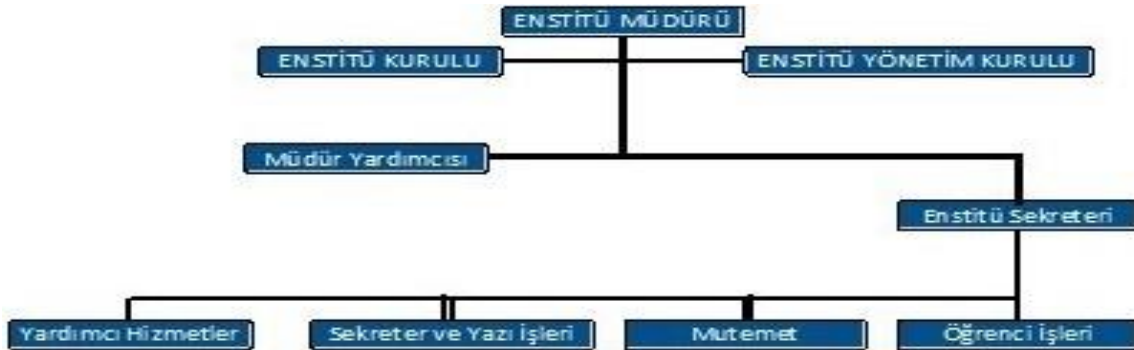 ENSTİTÜ MÜDÜRÜ
ENSTİTÜ KURULU
ENSTİTÜ YÖNETİM KURULU
Müdür Yardımcısı
Enstitü Sekreteri
Yardımcı Hizmetler
Sekreter ve Yazı İşleri
Mutemet
Öğrenci İşleri